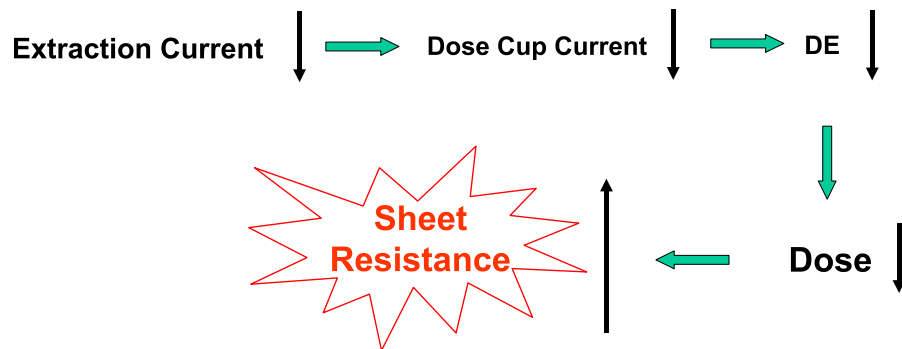 Extraction Current
Dose Cup Current
DE
Dose
Sheet
Resistance